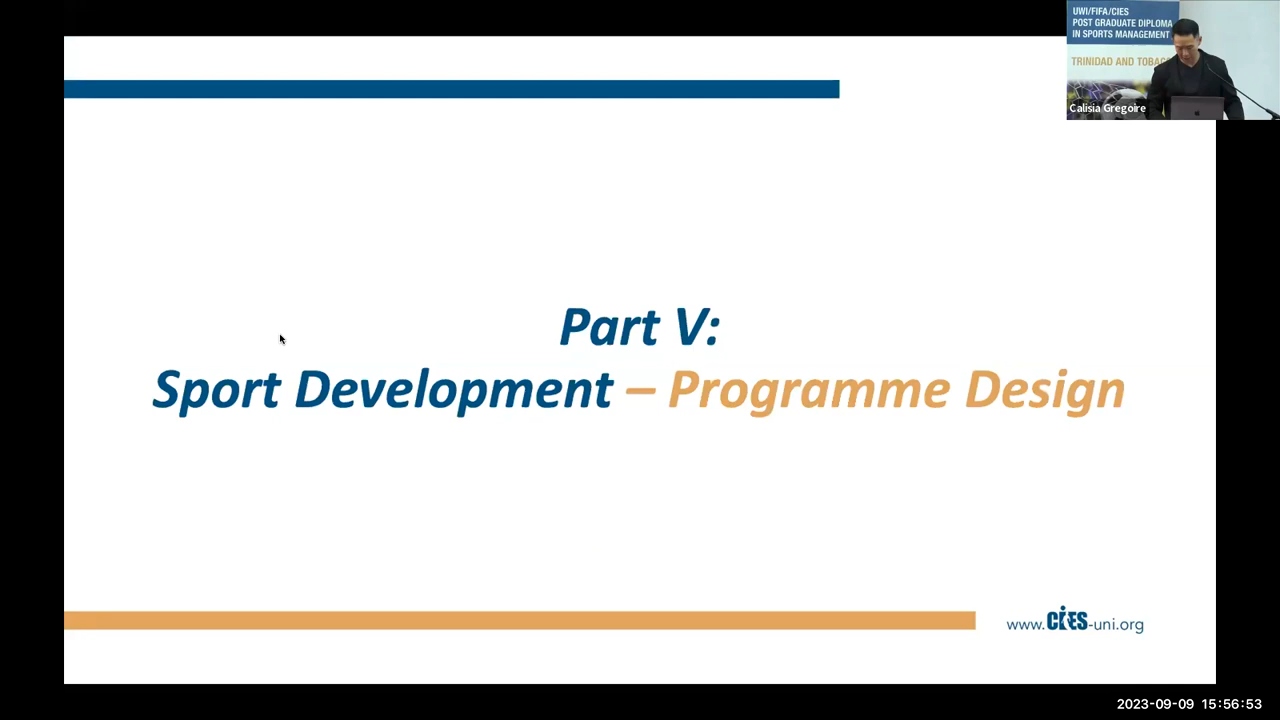 UWI/FIFA/CIES
POST GRADUATE DIPLOMA
IN SPORTS MANAGEMENT
TRINIDAD AND
Calisia Gregoire
Part V:
Sport Development – Programme Design
www.CIES-uni.org
2023-09-09 15:56:53